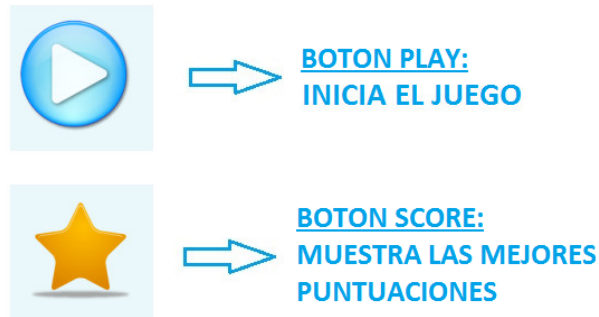 BOTON PLAY:
INICIA EL JUEGO
BOTON SCORE:
MUESTRA LAS MEJORES
PUNTUACIONES